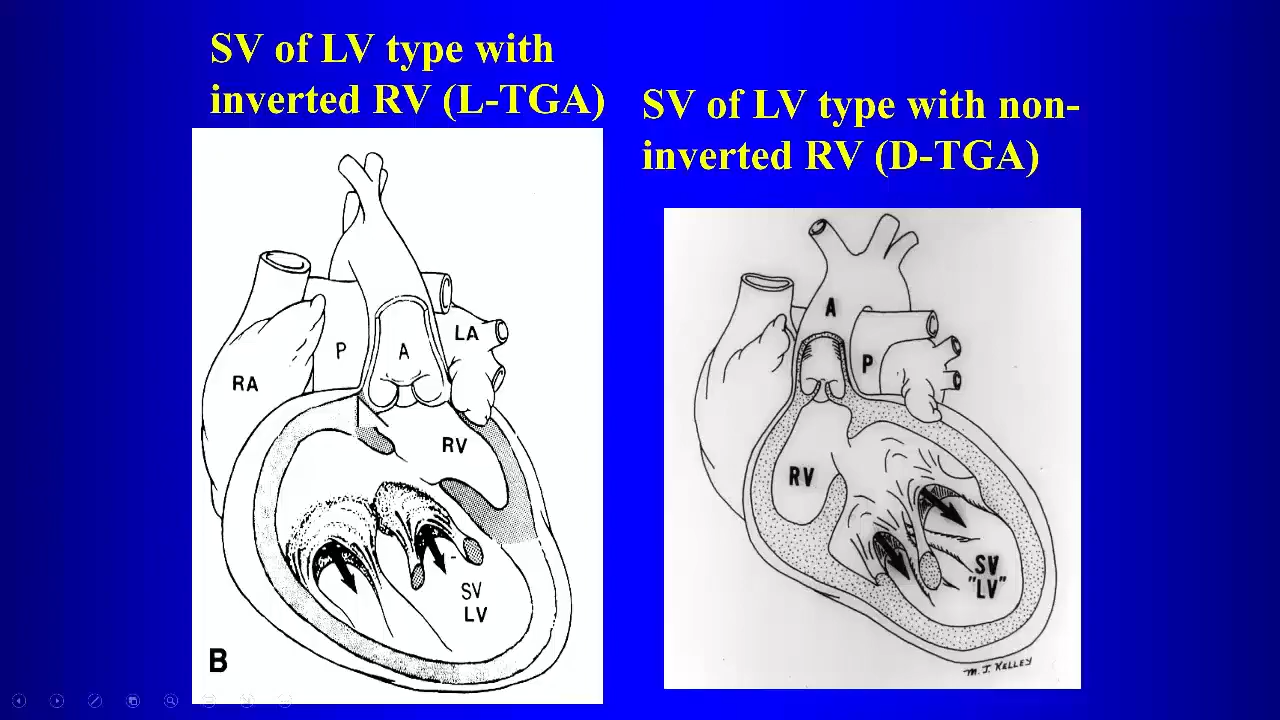 SV of LV type with
inverted RV (L-TGA)
SV of LV type with non-
inverted RV (D-TGA)
RA
P
A
LA
RV
SV
LV
B
A
P
RV
SV
"LV"
M. J. KELLEY